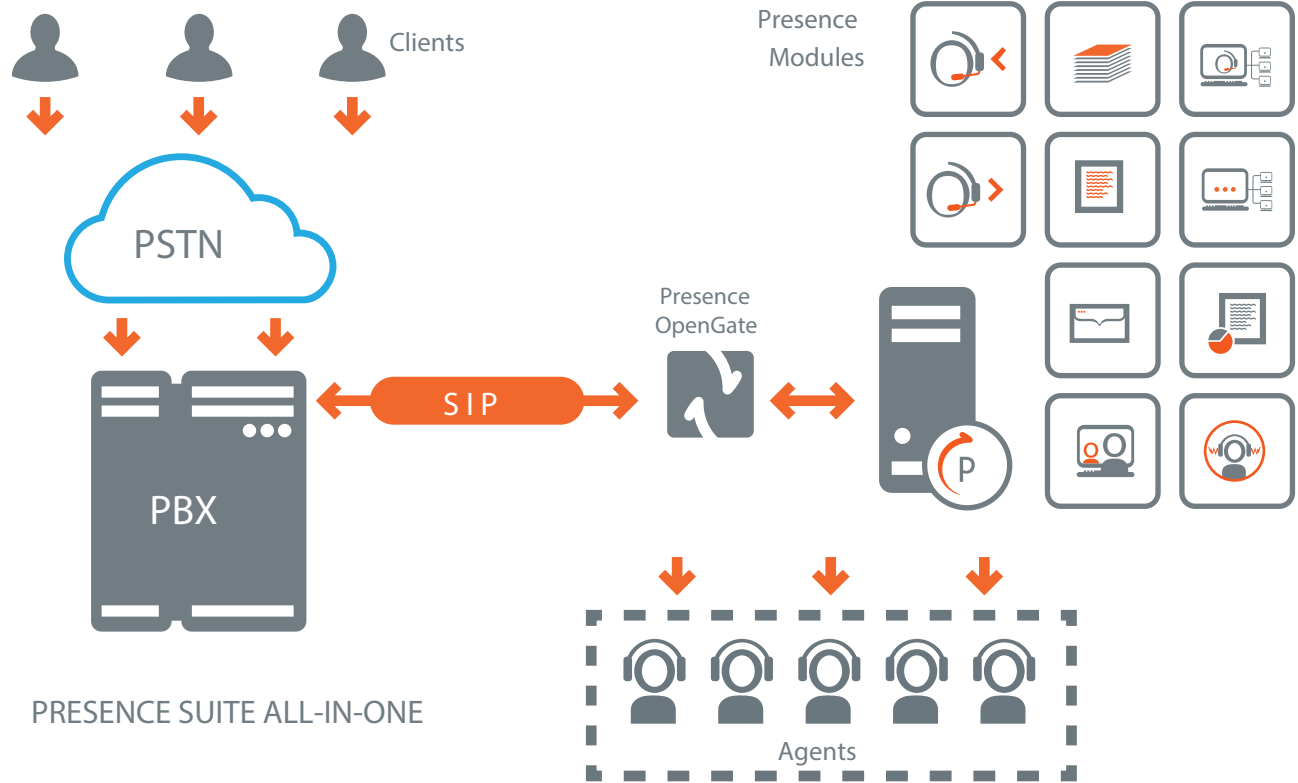 Clients
Presence
Modules
PSTN
Presence
OpenGate
SIP
P
PBX
PRESENCE SUITE ALL-IN-ONE
Agents